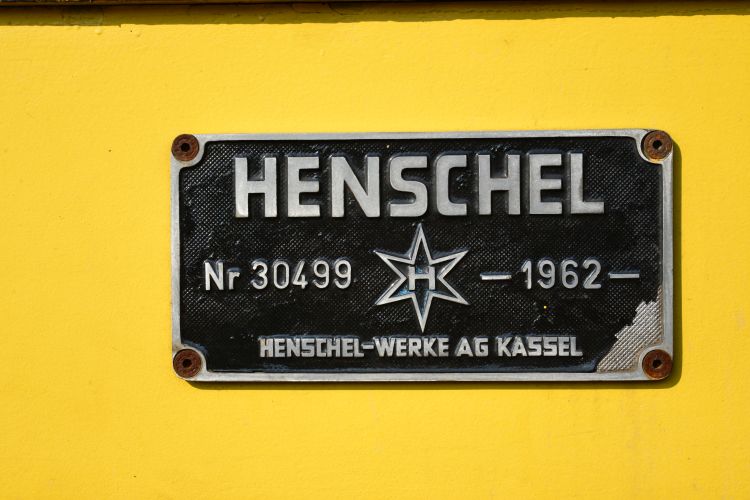 HENSCHEL
Nr 30499 H — 1962 —
HENSCHEL-WERKE AG KASSEL